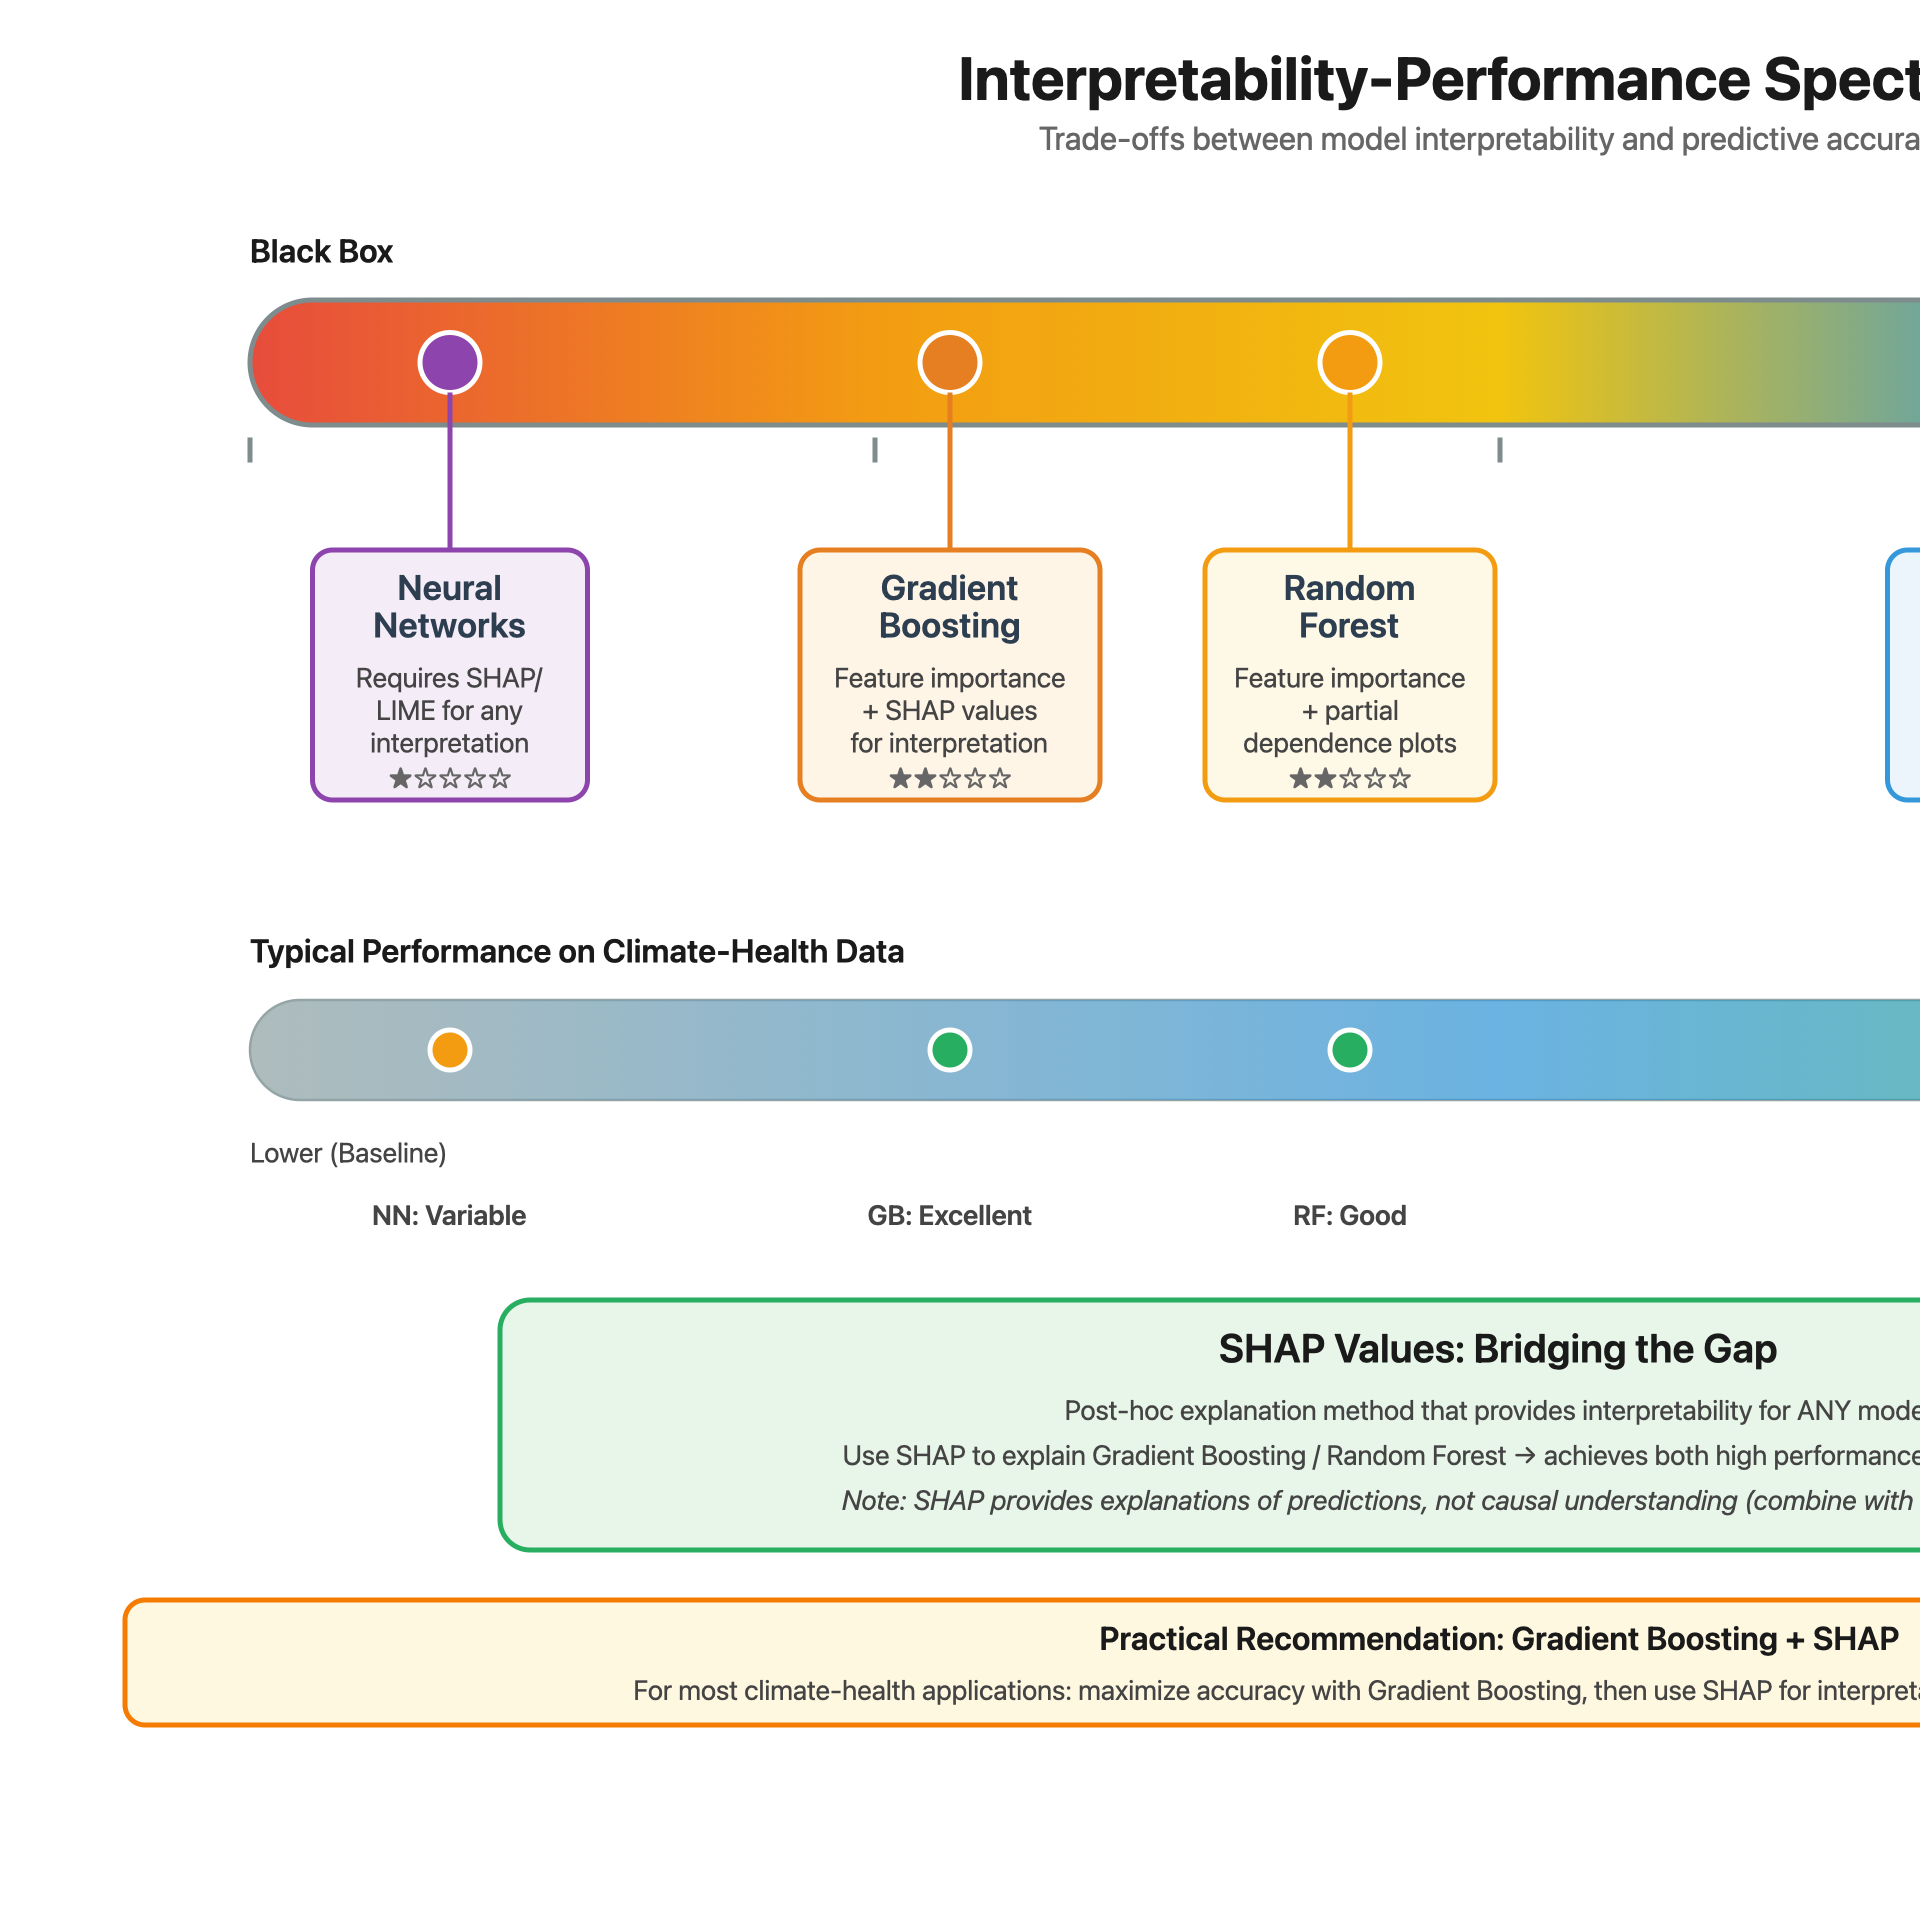 Interpretability-Performance Spect
Trade-offs between model interpretability and predictive accura
Black Box
Neural
Networks
Requires SHAP/
LIME for any
interpretation
★☆☆☆☆
Gradient
Boosting
Feature importance
+ SHAP values
for interpretation
★★☆☆☆
Random
Forest
Feature importance
+ partial
dependence plots
★★☆☆☆
Typical Performance on Climate-Health Data
Lower (Baseline)
NN: Variable
GB: Excellent
RF: Good
SHAP Values: Bridging the Gap
Post-hoc explanation method that provides interpretability for ANY mode
Use SHAP to explain Gradient Boosting / Random Forest → achieves both high performance
Note: SHAP provides explanations of predictions, not causal understanding (combine with
Practical Recommendation: Gradient Boosting + SHAP
For most climate-health applications: maximize accuracy with Gradient Boosting, then use SHAP for interpreta